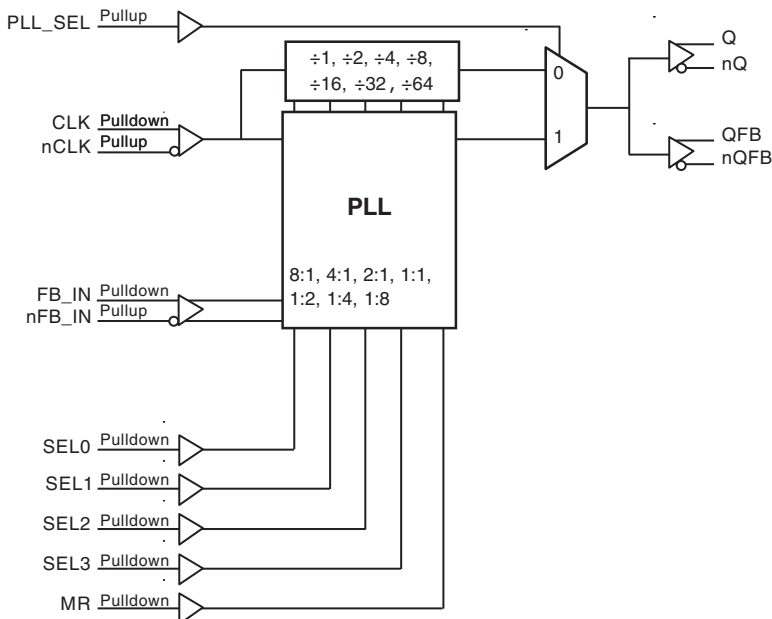 PLL_SEL Pullup
÷1, ÷2, ÷4, ÷8,
÷16, ÷32, ÷64
0
Q
nQ
CLK Pulldown
nCLK Pullup
1
QFB
nQFB
PLL
8:1, 4:1, 2:1, 1:1,
1:2, 1:4, 1:8
FB_IN Pulldown
nFB_IN Pullup
SEL0 Pulldown
SEL1 Pulldown
SEL2 Pulldown
SEL3 Pulldown
MR Pulldown